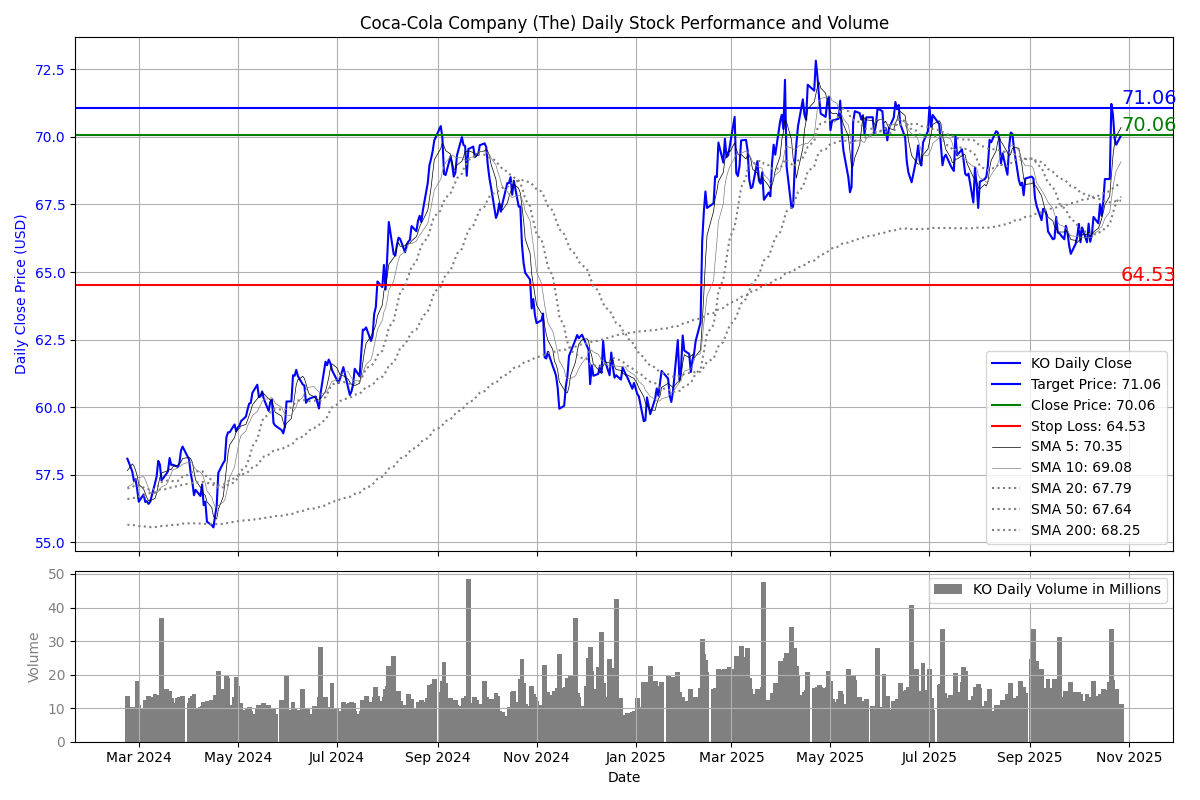 Coca-Cola Company (The) Daily Stock Performance and Volume
Daily Close Price (USD)
72.5
70.0
67.5
65.0
62.5
60.0
57.5
55.0
71.06
70.06
64.53
KO Daily Close
Target Price: 71.06
Close Price: 70.06
Stop Loss: 64.53
SMA 5: 70.35
SMA 10: 69.08
SMA 20: 67.79
SMA 50: 67.64
SMA 200: 68.25
Volume
50
40
30
20
10
0
KO Daily Volume in Millions
Mar 2024 May 2024 Jul 2024 Sep 2024 Nov 2024 Jan 2025 Mar 2025 May 2025 Jul 2025 Sep 2025 Nov 2025
Date